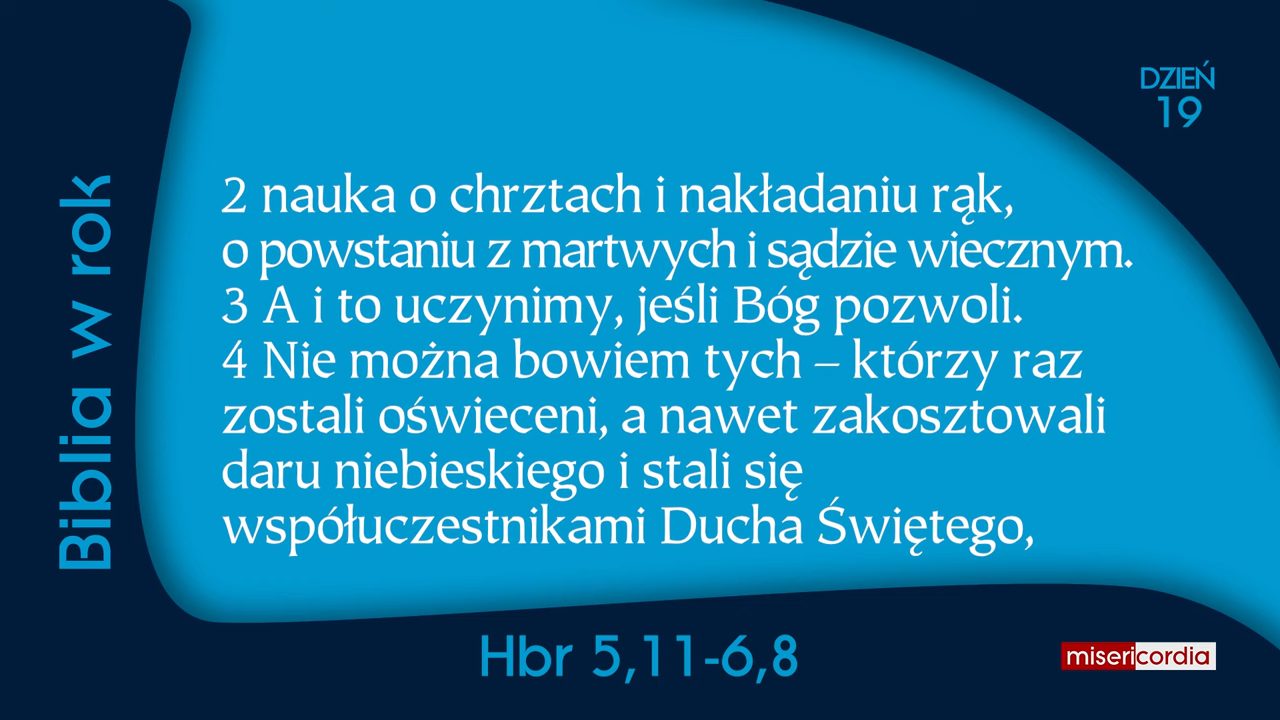 DZIEŃ
19
Biblia w rok
2 nauka o chrztach i nakładaniu rąk,
o powstaniu z martwych i sądzie wiecznym.
3 A i to uczynimy, jeśli Bóg pozwoli.
4 Nie można bowiem tych – którzy raz
zostali oświeceni, a nawet zakosztowali
daru niebieskiego i stali się
współuczestnikami Ducha Świętego,
Hbr 5,11-6,8
misericordia